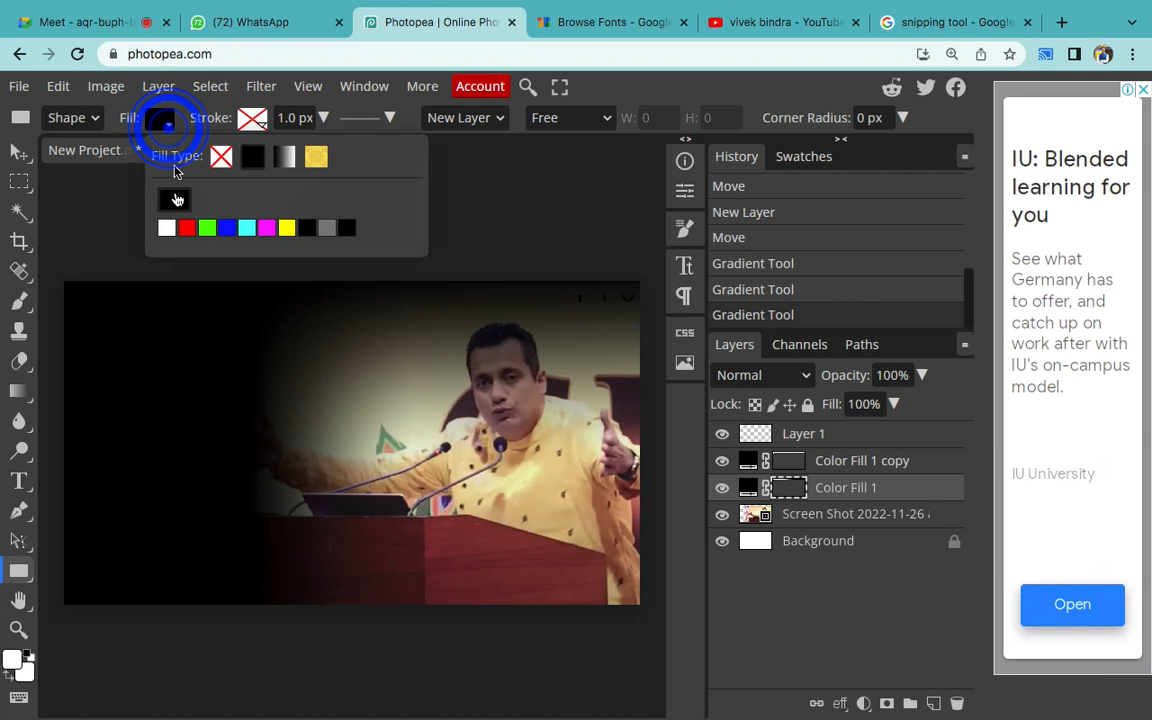 Meet - aqr-buph-b
(72) WhatsApp
Photopea | Online Pho
Browse Fonts - Google
vivek bindra - YouTube
snipping tool - Google
photopea.com
File Edit Image Layer Select Filter View Window More Account
Shape Fill: Stroke: 1.0 px New Layer Free W: 0 H: 0 Corner Radius: 0 px
New Project.p *
Fill Type:
History Swatches
Move
New Layer
Move
Gradient Tool
Gradient Tool
Gradient Tool
Layers Channels Paths
Normal Opacity: 100%
Lock: Fill: 100%
Layer 1
Color Fill 1 copy
Color Fill 1
Screen Shot 2022-11-26
Background
css
eff
IU: Blended
learning for
you
See what
Germany has
to offer, and
catch up on
work after with
IU's on-campus
model.
IU University
Open